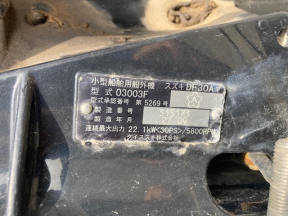 小型船舶用船外機 スズキDF30A
型式 03003F
型式承認番号 第5269号
製造番号
製造年月
連続最大出力 22.1kW<30PS>/5800RPM